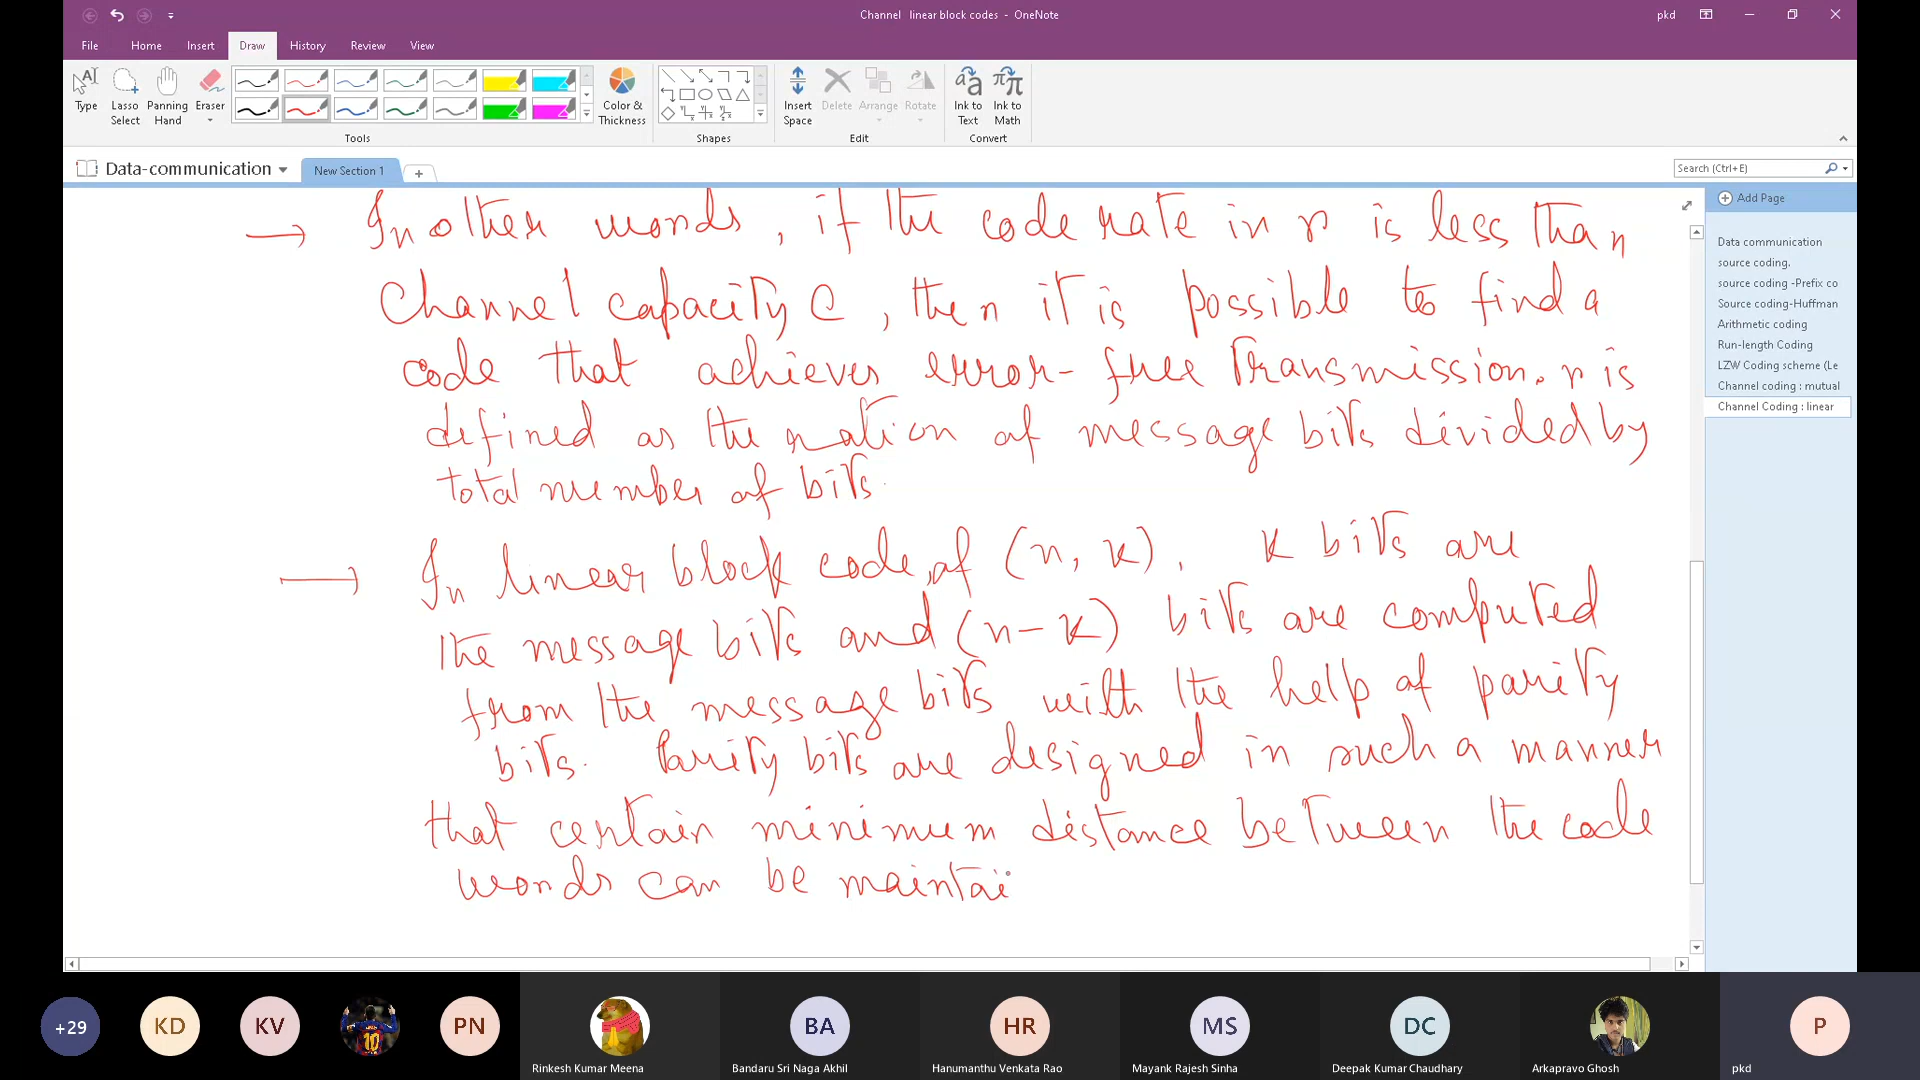 Channel linear block codes - OneNote
pkd
File Home Insert Draw History Review View
Type
Lasso Select
Panning Hand
Eraser
Color & Thickness
Insert Space
Delete Arrange Rotate
Ink to Text
Ink to Math
Tools Shapes Edit Convert
Data-communication New Section 1
Search (Ctrl+E)
→ In other words, if the code rate in r is less than
channel capacity C, then it is possible to find a
code that achieves error-free transmission. r is
defined as the ration of message bits divided by
total number of bits.
→ In linear block code, of (n, k), k bits are
the message bits and (n-k) bits are computed
from the message bits with the help of parity
bits. Parity bits are designed in such a manner
that certain minimum distance between the code
words can be maintai
Add Page
Data communication
source coding.
source coding -Prefix co
Source coding-Huffman
Arithmetic coding
Run-length Coding
LZW Coding scheme (Le
Channel coding : mutual
Channel Coding : linear
+29 KD KV 10 PN BA HR MS DC P
Rinkesh Kumar Meena Bandaru Sri Naga Akhil Hanumanthu Venkata Rao Mayank Rajesh Sinha Deepak Kumar Chaudhary Arkapravo Ghosh pkd